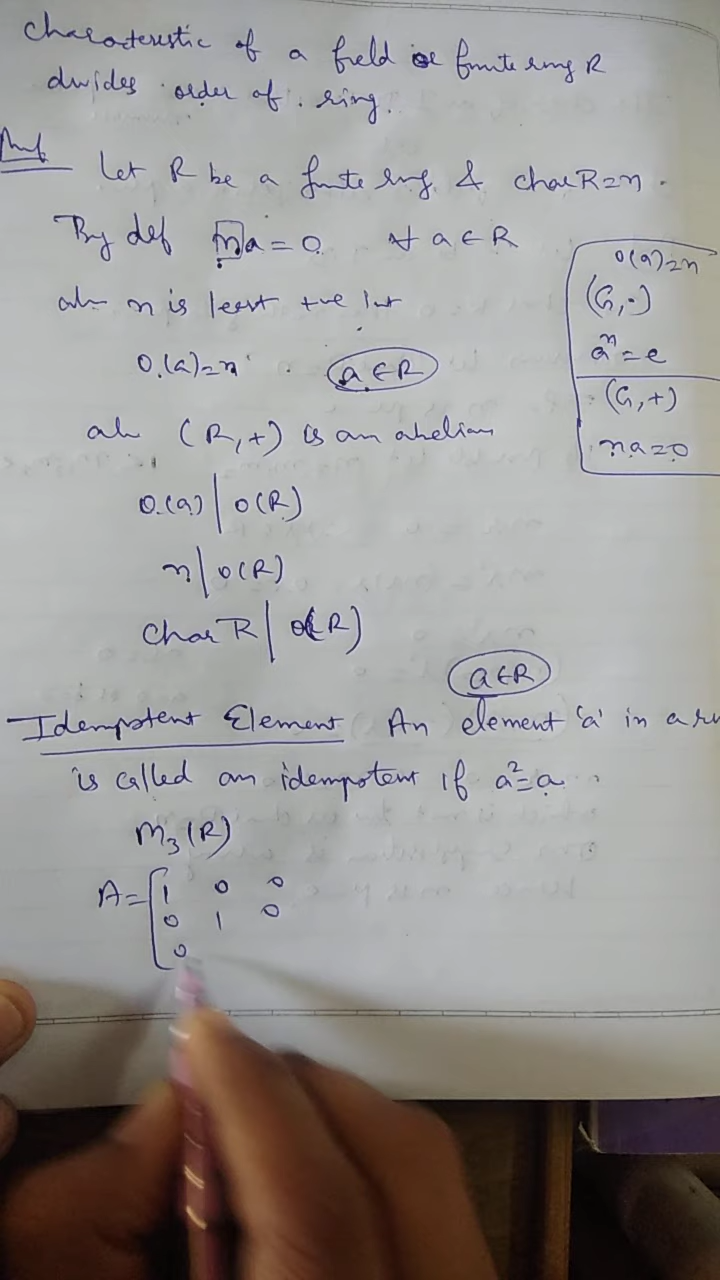 characteristic of a field or finite ring R
divides order of ring.
Proof Let R be a finite ring & char R = n.
By def na = 0 ∀ a ∈ R
also n is least +ve int
o(a) = n a ∈ R
also (R, +) is an abelian
o(a) | o(R)
n | o(R)
char R | o(R)
o(a) = n
(G, ·)
aⁿ = e
(G, +)
na = 0
a ∈ R
Idempotent Element An element 'a' in a
is called an idempotent if a² = a.
M₃(R)
A = [ 1 0 0
0 1 0
0